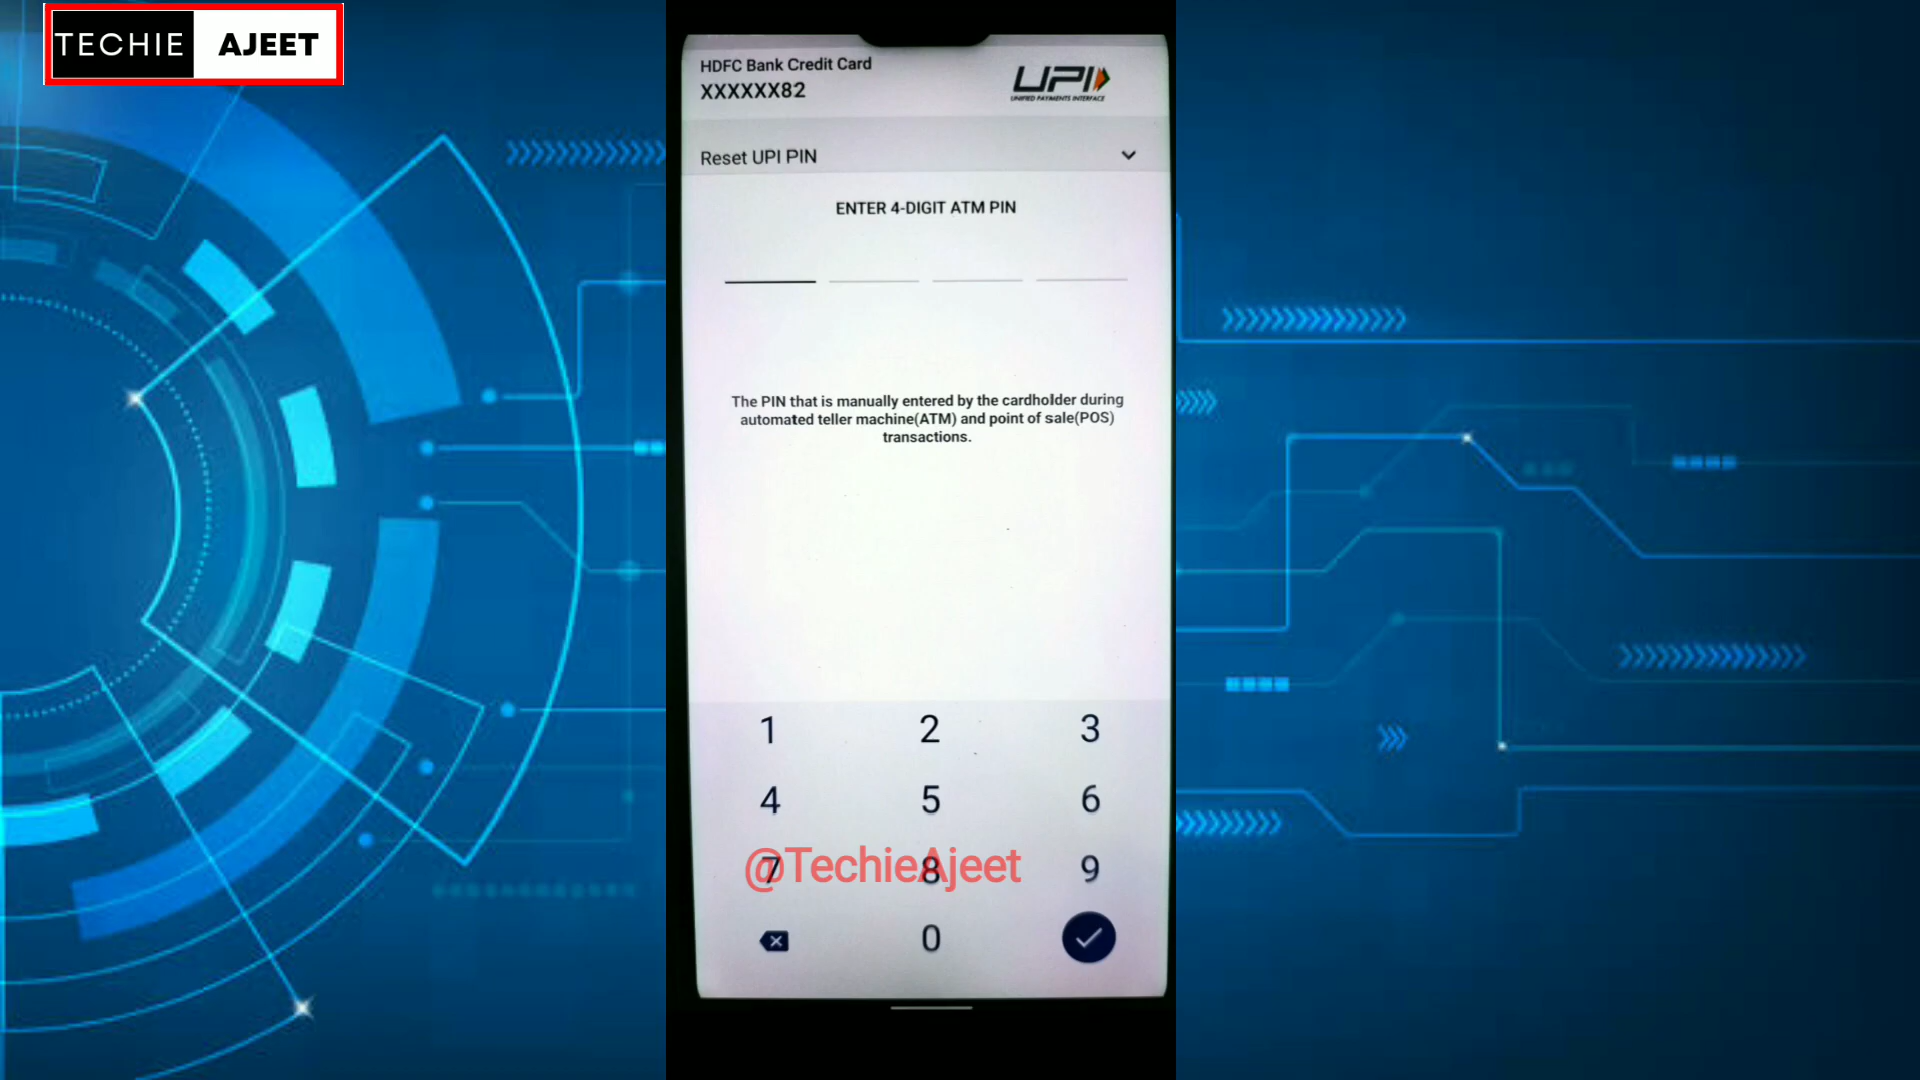 TECHIE AJEET
HDFC Bank Credit Card
XXXXXX82
UPI
UNIFIED PAYMENTS INTERFACE
Reset UPI PIN
ENTER 4-DIGIT ATM PIN
The PIN that is manually entered by the cardholder during
automated teller machine(ATM) and point of sale(POS)
transactions.
1 2 3
4 5 6
7 8 9
@TechieAjeet
0